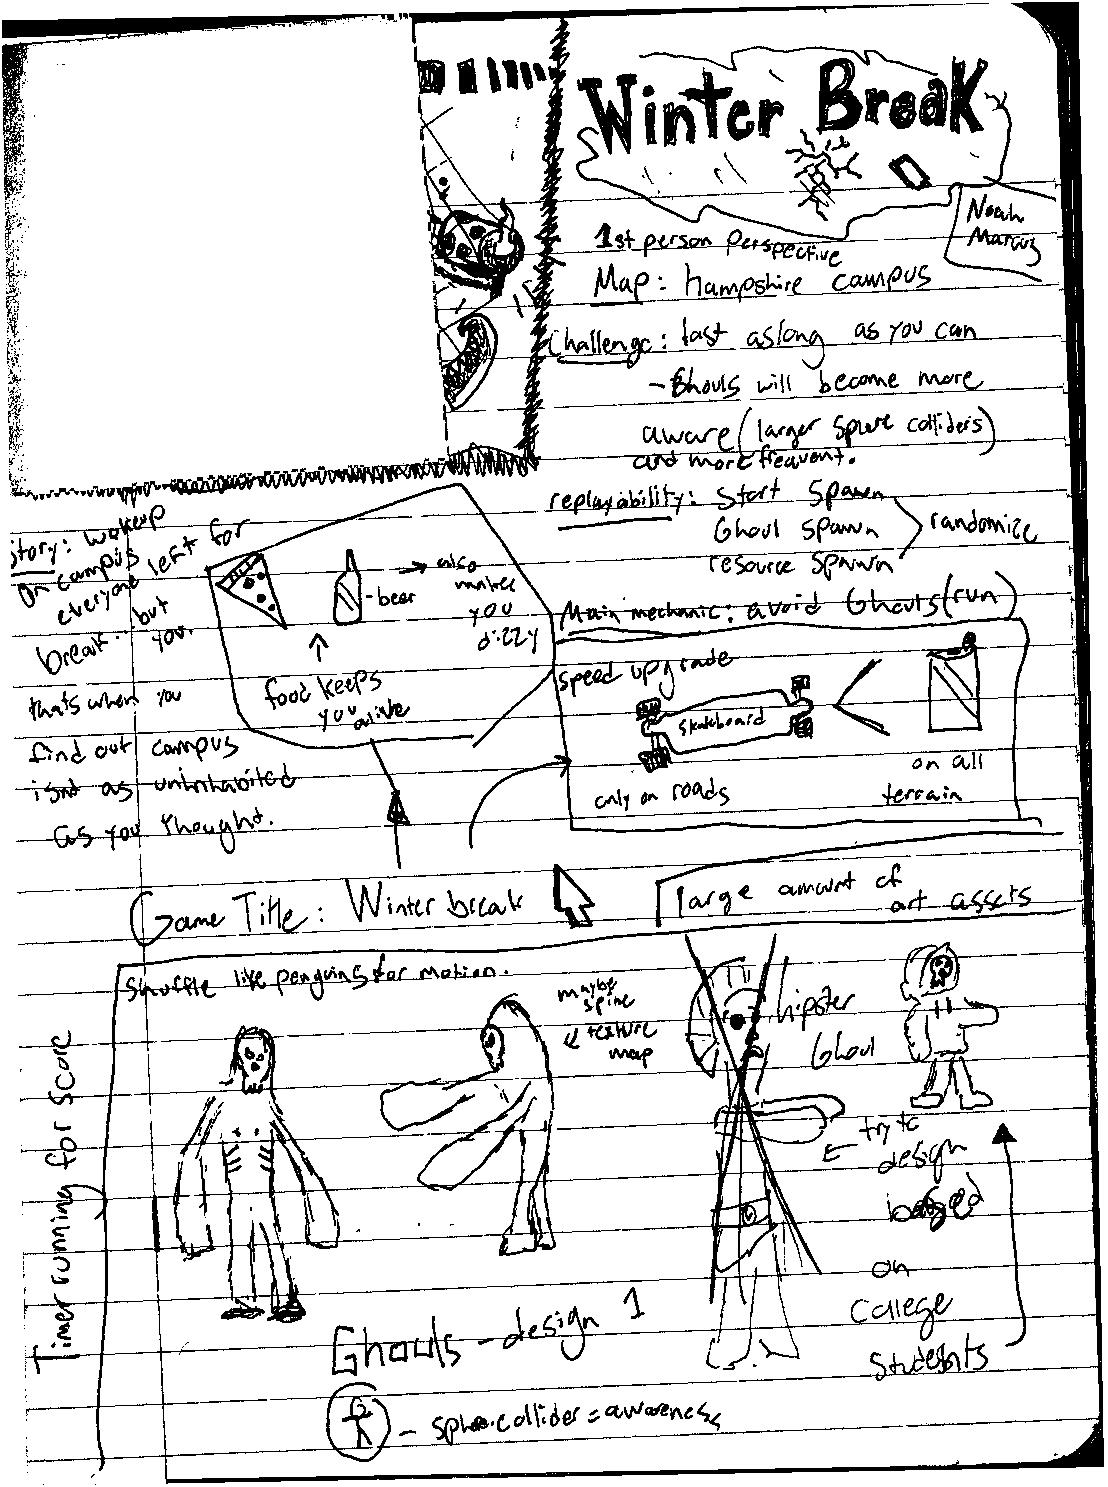 Winter Break
Noah
Marcus
1st person perspective
Map: hampshire campus
Challenge: last aslong as you can
- Ghouls will become more
aware (larger sphere colliders)
and more frequent.
replayability: Start Spawn
Ghoul spawn
resource spawn
randomize
Main mechanic: avoid Ghouls (run)
Story: wakeup
on campus
everyone left for
break... but
you.
thats when you
find out campus
isnt as uninhabited
as you thought.
- beer
also
makes
you
dizzy
food keeps
you alive
speed upgrade
skateboard
only on roads
on all
terrain
Game Title: Winter break
large amount of
art assets
Timer running for score
Shuffle like penguins for motion.
maybe
spine
texture
map
hipster
Ghoul
try to
design
based
on
College
Students
Ghouls - design 1
- sphere collider = awareness